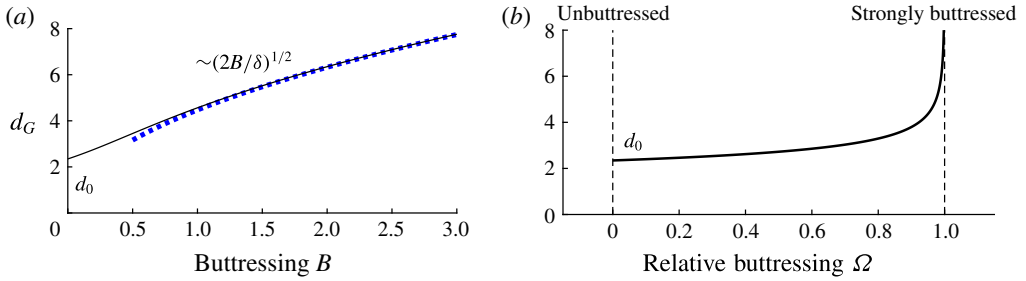 (a)
8
6
4
2
0
d_G
~(2B/δ)^{1/2}
d_0
0.5 1.0 1.5 2.0 2.5 3.0
Buttressing B
(b)
Unbuttressed Strongly buttressed
8
6
4
2
0
d_0
0 0.2 0.4 0.6 0.8 1.0
Relative buttressing Ω